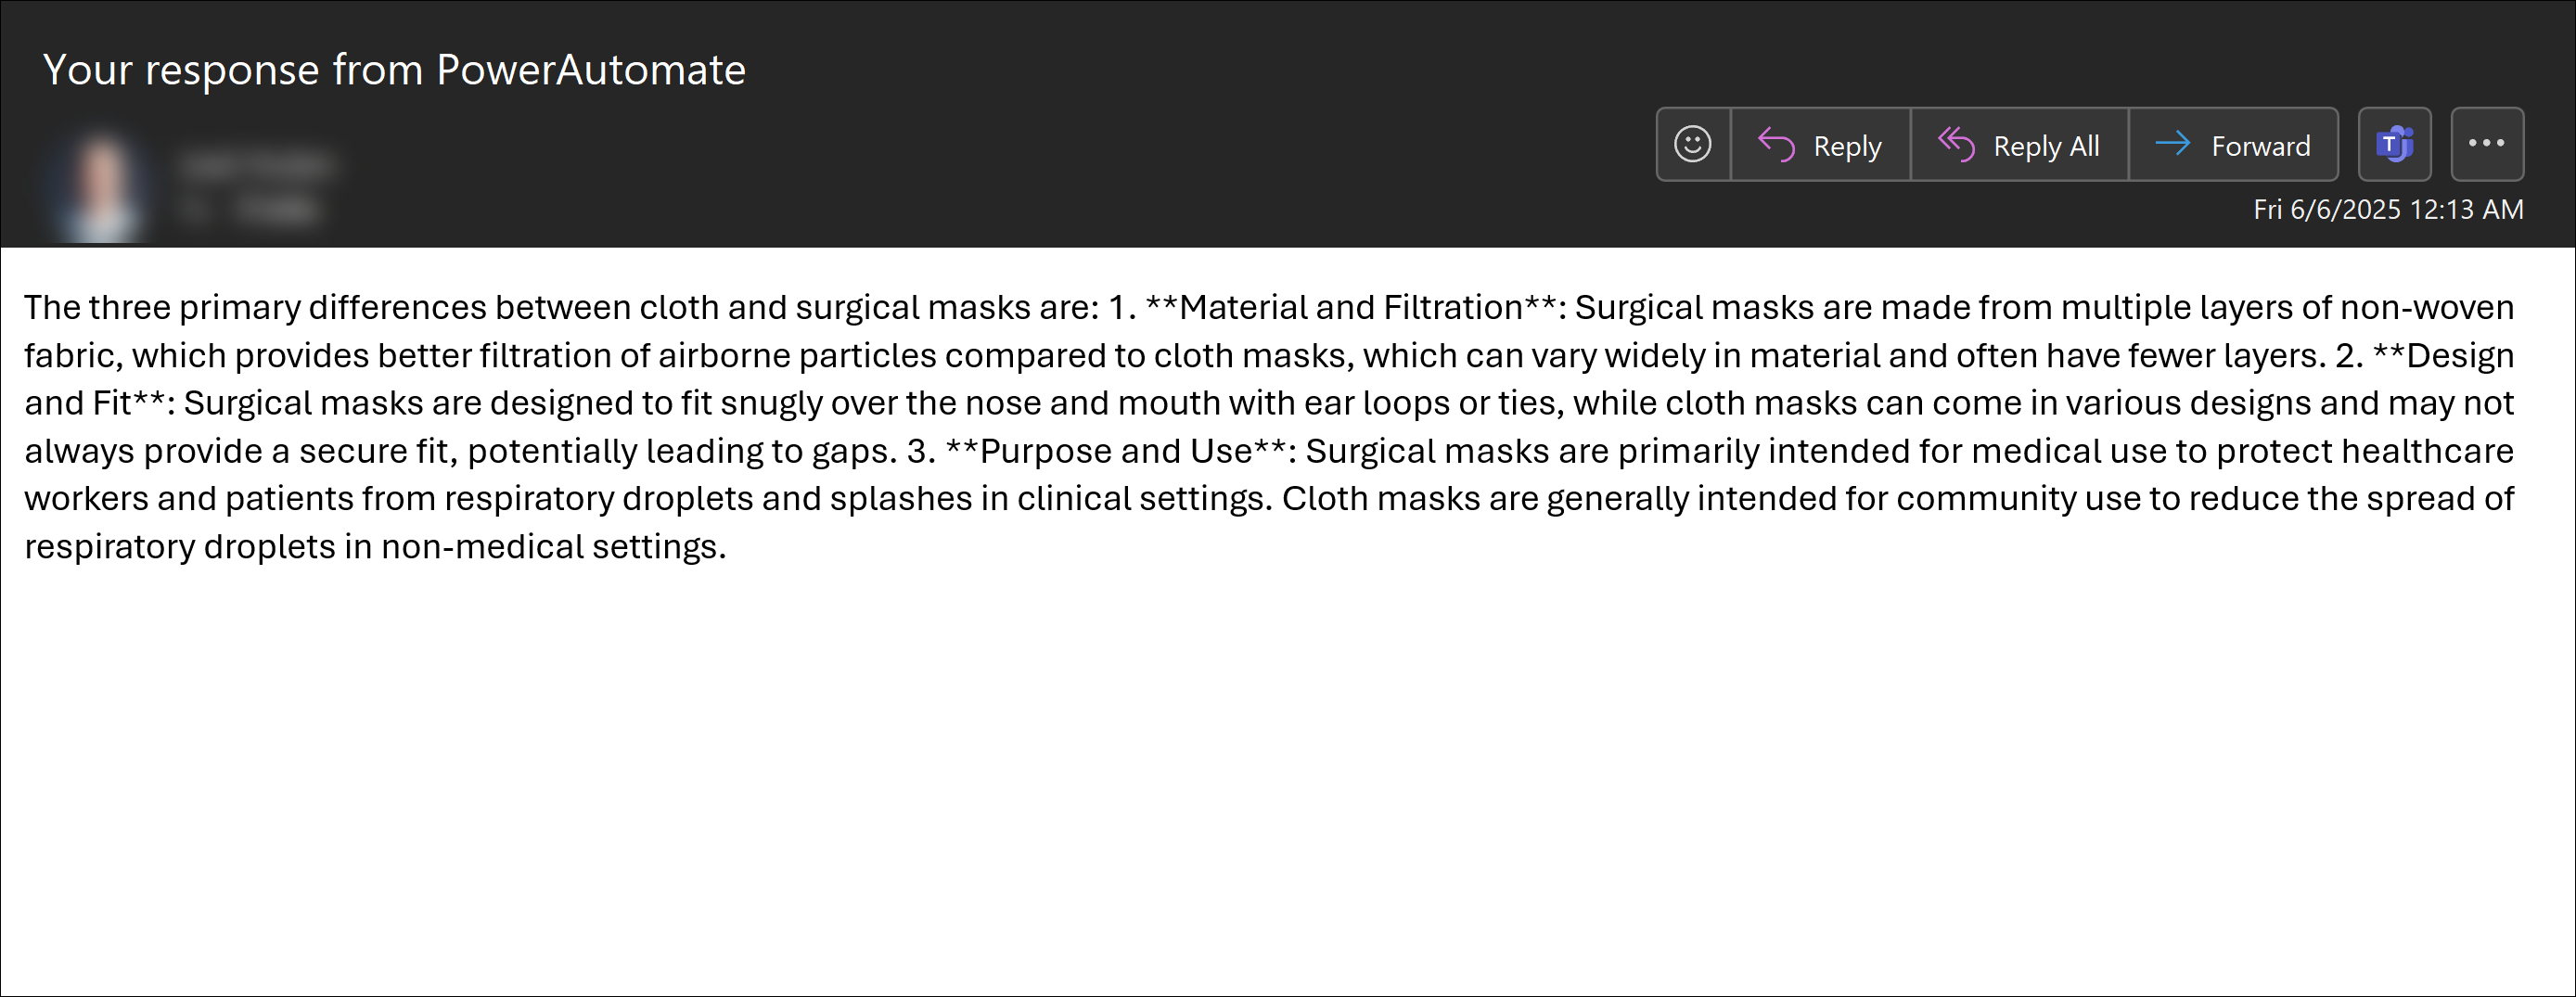 Your response from PowerAutomate
Reply
Reply All
Forward
T
Fri 6/6/2025 12:13 AM
The three primary differences between cloth and surgical masks are: 1. **Material and Filtration**: Surgical masks are made from multiple layers of non-woven
fabric, which provides better filtration of airborne particles compared to cloth masks, which can vary widely in material and often have fewer layers. 2. **Design
and Fit**: Surgical masks are designed to fit snugly over the nose and mouth with ear loops or ties, while cloth masks can come in various designs and may not
always provide a secure fit, potentially leading to gaps. 3. **Purpose and Use**: Surgical masks are primarily intended for medical use to protect healthcare
workers and patients from respiratory droplets and splashes in clinical settings. Cloth masks are generally intended for community use to reduce the spread of
respiratory droplets in non-medical settings.